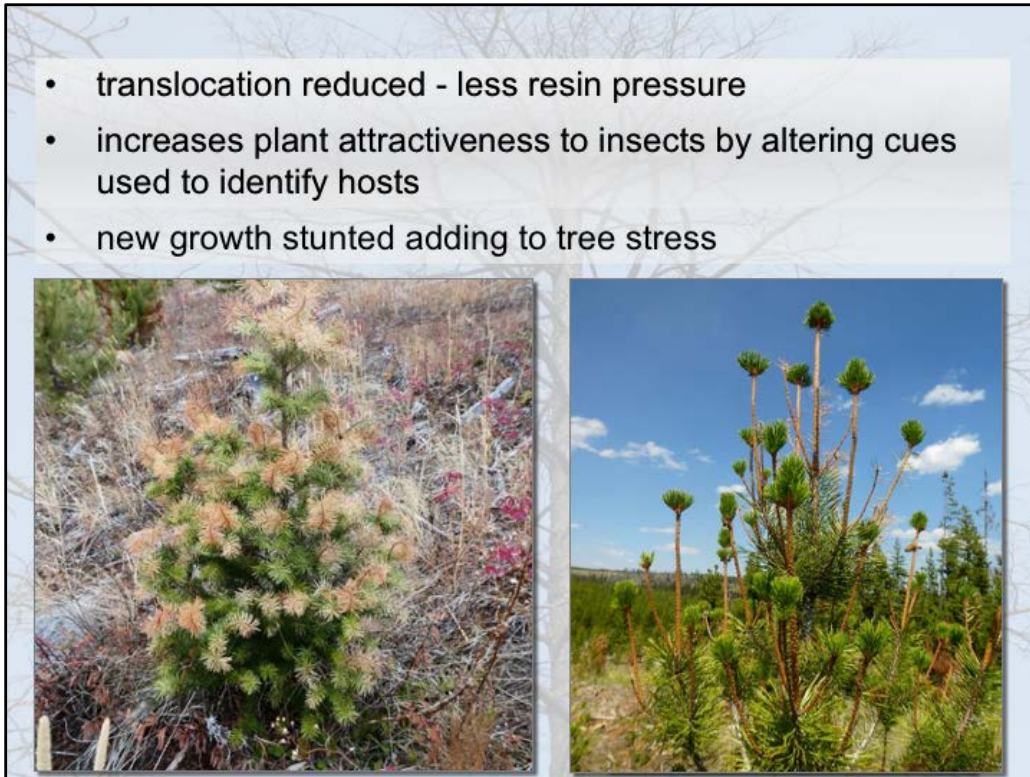 • translocation reduced - less resin pressure
• increases plant attractiveness to insects by altering cues
used to identify hosts
• new growth stunted adding to tree stress